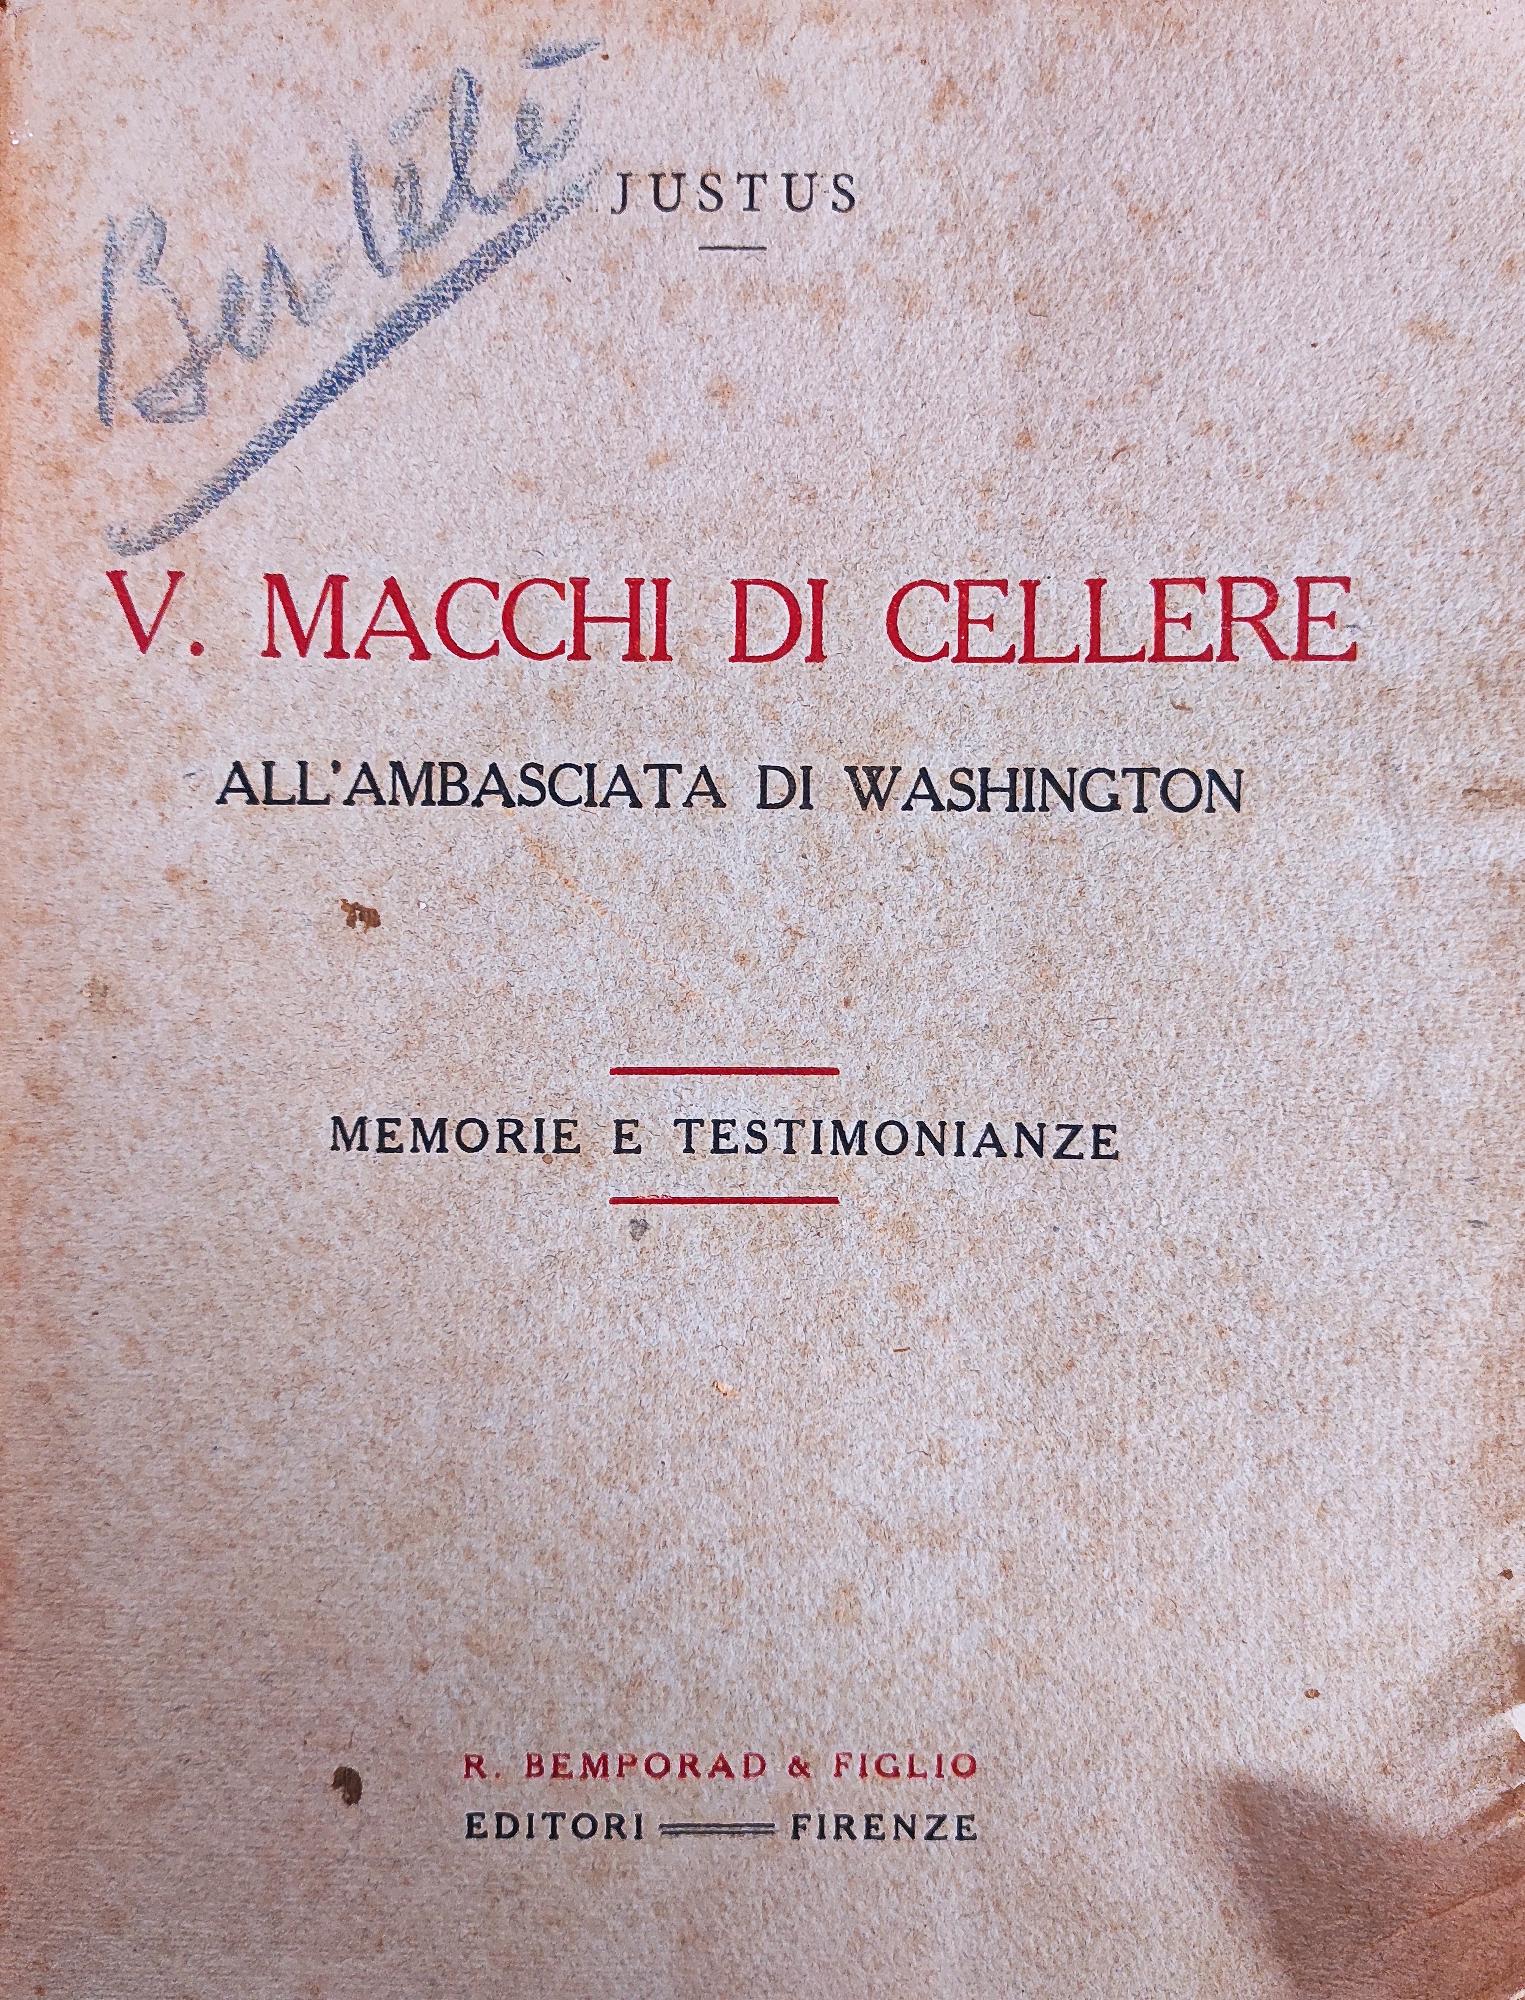 JUSTUS
V. MACCHI DI CELLERE
ALL'AMBASCIATA DI WASHINGTON
MEMORIE E TESTIMONIANZE
R. BEMPORAD & FIGLIO
EDITORI FIRENZE